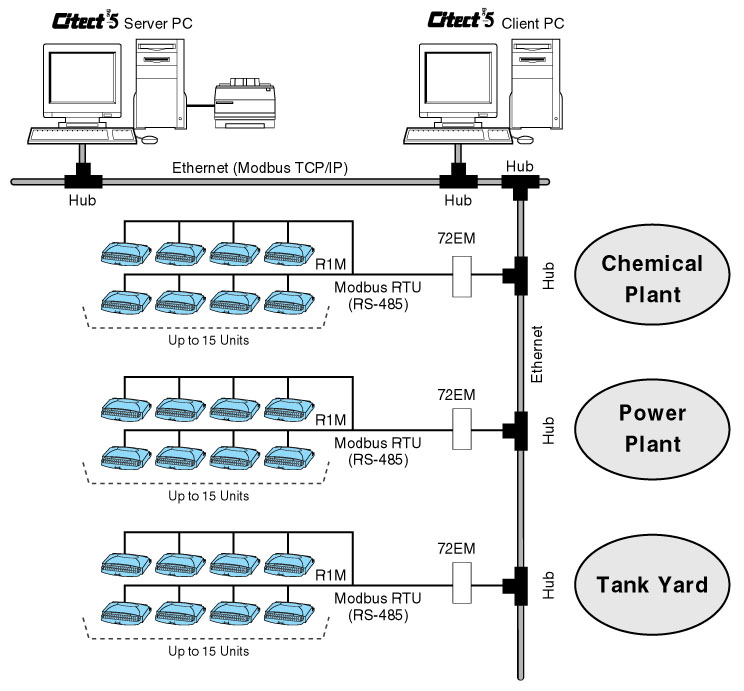 Citect 5 Server PC
Citect 5 Client PC
Ethernet (Modbus TCP/IP)
Hub
Hub
Hub
72EM
R1M
Modbus RTU
(RS-485)
Up to 15 Units
Hub
Chemical
Plant
Ethernet
72EM
R1M
Modbus RTU
(RS-485)
Up to 15 Units
Hub
Power
Plant
72EM
R1M
Modbus RTU
(RS-485)
Up to 15 Units
Hub
Tank Yard